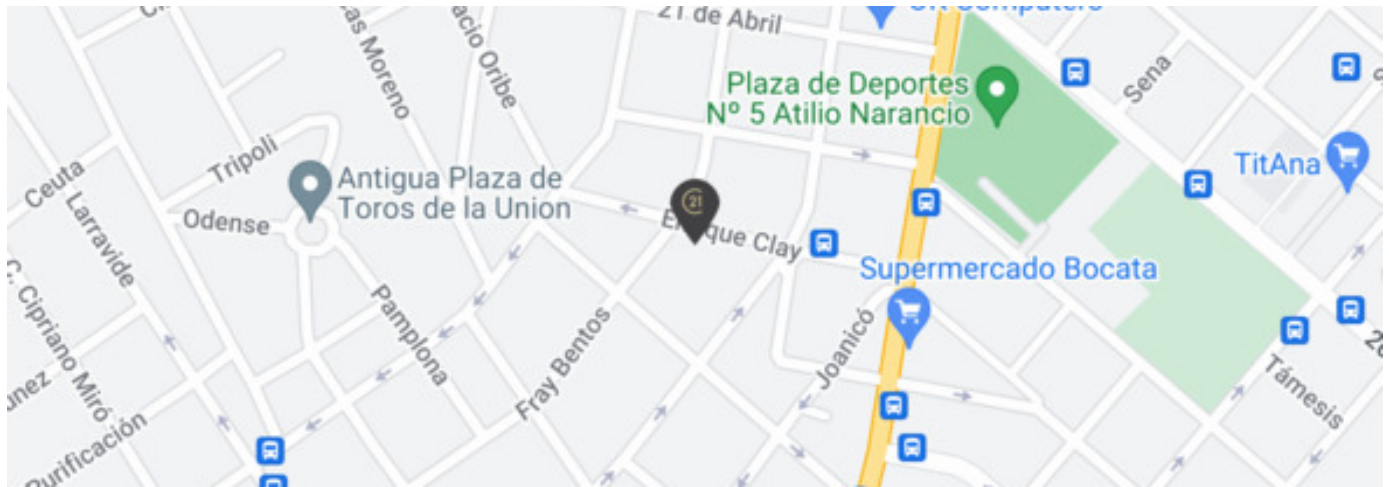 21 de Abril
Plaza de Deportes
Nº 5 Atilio Narancio
Sena
TitAna
Tripoli
Antigua Plaza de
Toros de la Union
Ceuta
Larravide
Odense
21
Clay
Supermercado Bocata
C. Cipriano Miró
Pamplona
Fray Bentos
Joanicó
Támesis
Purificación
Moreno
Oribe